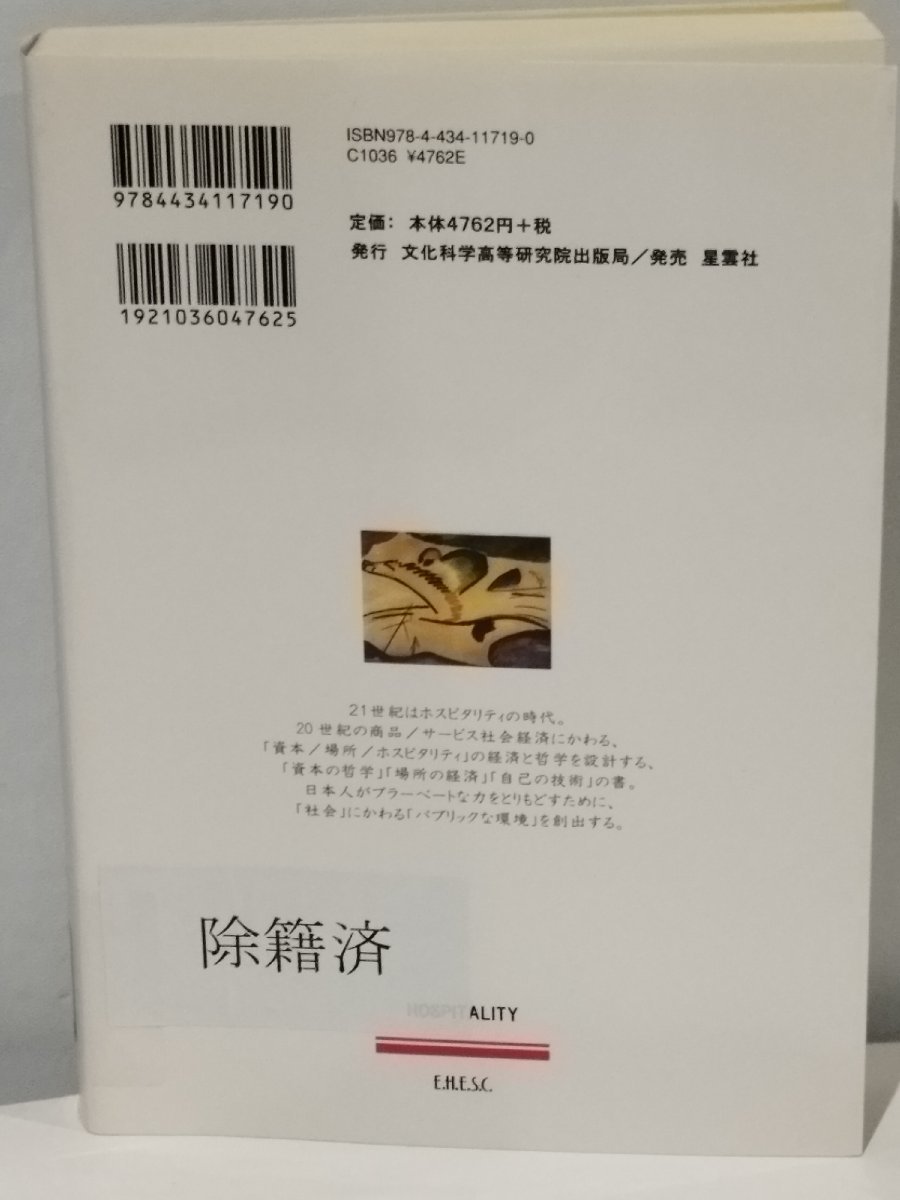 ISBN978-4-434-11719-0
C1036 ¥4762E
9784434117190
定価： 本体4762円＋税
発行 文化科学高等研究院出版局／発売 星雲社
1921036047625
21世紀はホスピタリティの時代。
20世紀の商品／サービス社会経済にかわる、
「資本／場所／ホスピタリティ」の経済と哲学を設計する、
「資本の哲学」「場所の経済」「自己の技術」の書。
日本人がプラーベートな力をとりもどすために、
「社会」にかわる「パブリックな環境」を創出する。
除籍済
HOSPITALITY
E.H.E.S.C.